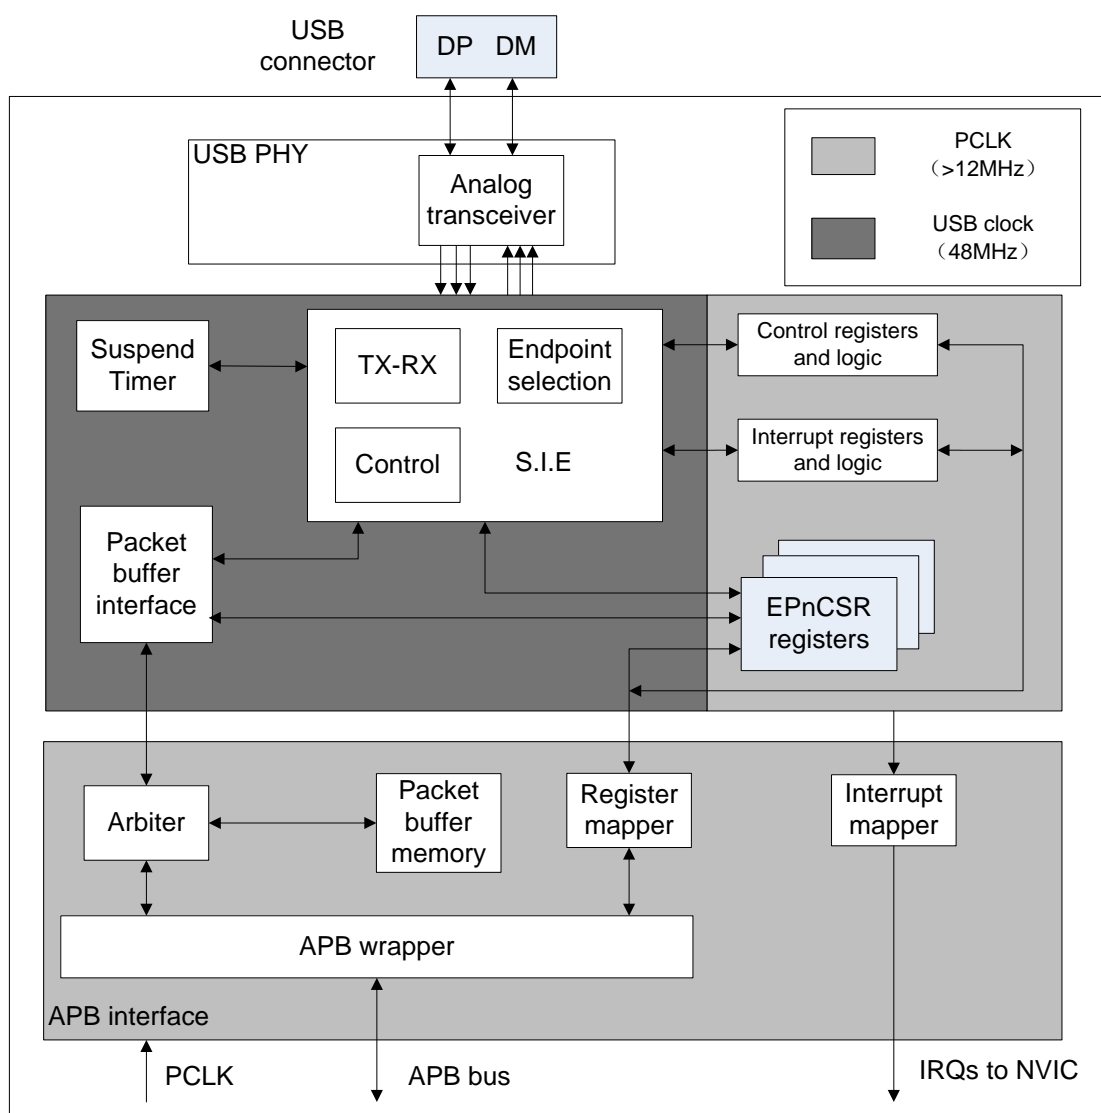 USB
connector
DP DM
USB PHY
Analog
transceiver
PCLK
（>12MHz）
USB clock
（48MHz）
Suspend
Timer
TX-RX
Endpoint
selection
Control
S.I.E
Control registers
and logic
Interrupt registers
and logic
Packet
buffer
interface
EPnCSR
registers
Arbiter
Packet
buffer
memory
Register
mapper
Interrupt
mapper
APB wrapper
APB interface
PCLK
APB bus
IRQs to NVIC